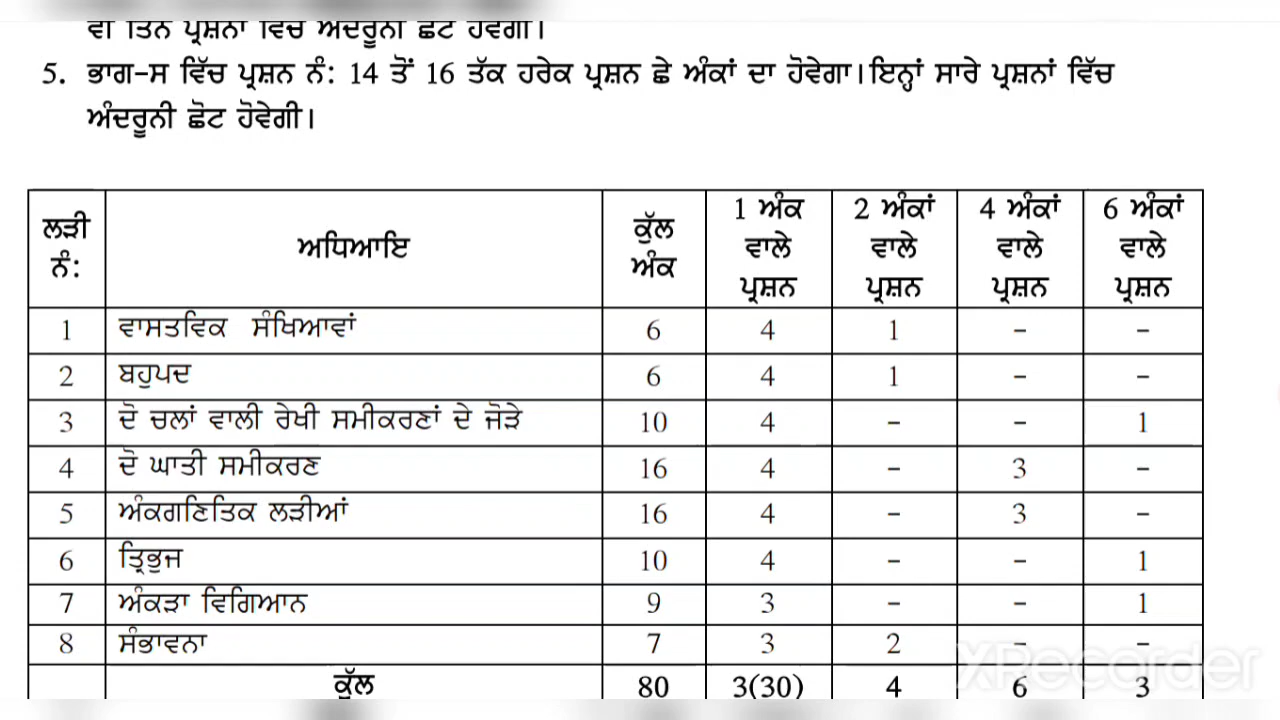 ਵੀ ਤਿੰਨ ਪ੍ਰਸ਼ਨਾਂ ਵਿੱਚ ਅੰਦਰੂਨੀ ਛੋਟ ਹੋਵੇਗੀ।
5. ਭਾਗ-ਸ ਵਿੱਚ ਪ੍ਰਸ਼ਨ ਨੰ: 14 ਤੋਂ 16 ਤੱਕ ਹਰੇਕ ਪ੍ਰਸ਼ਨ ਛੇ ਅੰਕਾਂ ਦਾ ਹੋਵੇਗਾ।ਇਨ੍ਹਾਂ ਸਾਰੇ ਪ੍ਰਸ਼ਨਾਂ ਵਿੱਚ
ਅੰਦਰੂਨੀ ਛੋਟ ਹੋਵੇਗੀ।
ਲੜੀ ਨੰ: ਅਧਿਆਇ ਕੁੱਲ ਅੰਕ 1 ਅੰਕ ਵਾਲੇ ਪ੍ਰਸ਼ਨ 2 ਅੰਕਾਂ ਵਾਲੇ ਪ੍ਰਸ਼ਨ 4 ਅੰਕਾਂ ਵਾਲੇ ਪ੍ਰਸ਼ਨ 6 ਅੰਕਾਂ ਵਾਲੇ ਪ੍ਰਸ਼ਨ
1 ਵਾਸਤਵਿਕ ਸੰਖਿਆਵਾਂ 6 4 1 - -
2 ਬਹੁਪਦ 6 4 1 - -
3 ਦੋ ਚਲਾਂ ਵਾਲੀ ਰੇਖੀ ਸਮੀਕਰਣਾਂ ਦੇ ਜੋੜੇ 10 4 - - 1
4 ਦੋ ਘਾਤੀ ਸਮੀਕਰਣ 16 4 - 3 -
5 ਅੰਕਗਣਿਤਿਕ ਲੜੀਆਂ 16 4 - 3 -
6 ਤ੍ਰਿਭੁਜ 10 4 - - 1
7 ਅੰਕੜਾ ਵਿਗਿਆਨ 9 3 - - 1
8 ਸੰਭਾਵਨਾ 7 3 2 - -
ਕੁੱਲ 80 3(30) 4 6 3
XRecorder